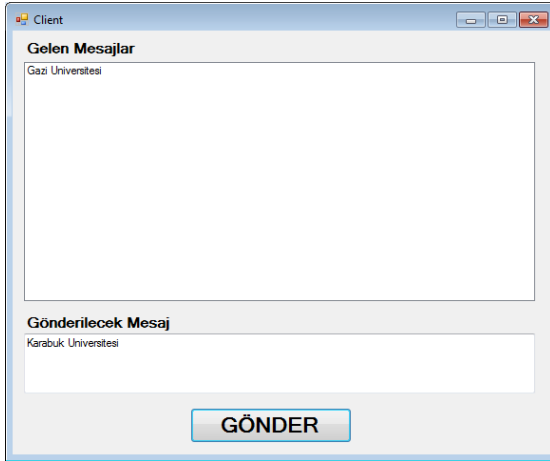 Client
Gelen Mesajlar
Gazi Universitesi
Gönderilecek Mesaj
Karabuk Universitesi
GÖNDER